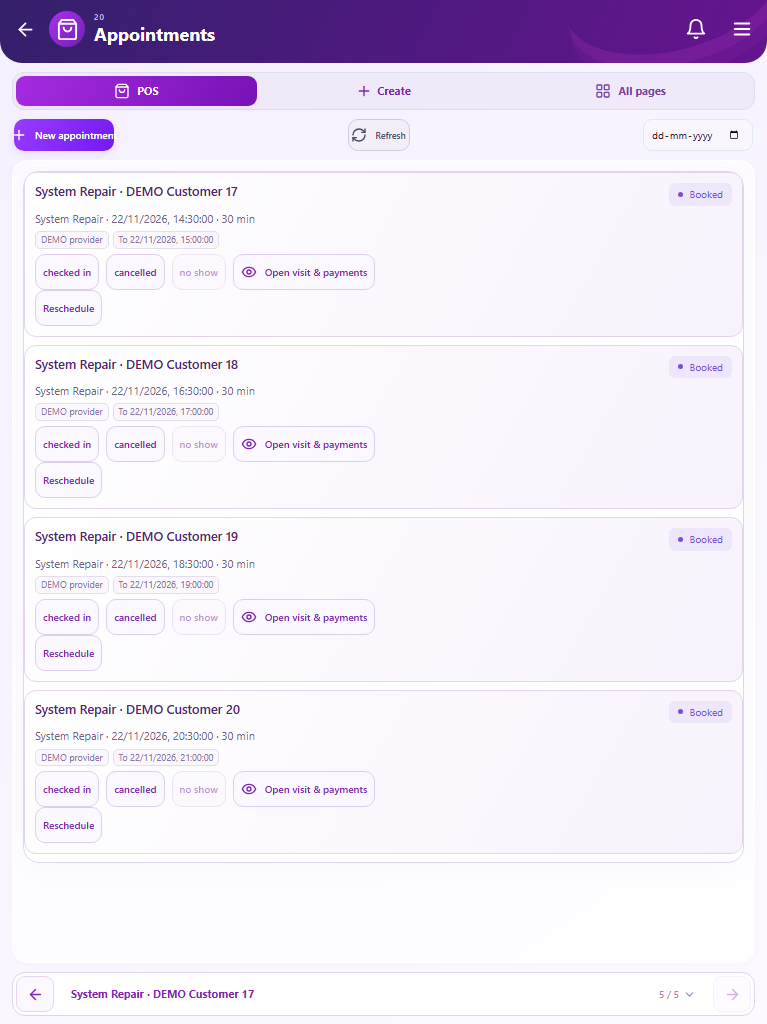 20
Appointments
POS
Create
All pages
New appointmen
Refresh
dd-mm-yyyy
System Repair · DEMO Customer 17
Booked
System Repair · 22/11/2026, 14:30:00 · 30 min
DEMO provider To 22/11/2026, 15:00:00
checked in cancelled no show Open visit & payments
Reschedule
System Repair · DEMO Customer 18
Booked
System Repair · 22/11/2026, 16:30:00 · 30 min
DEMO provider To 22/11/2026, 17:00:00
checked in cancelled no show Open visit & payments
Reschedule
System Repair · DEMO Customer 19
Booked
System Repair · 22/11/2026, 18:30:00 · 30 min
DEMO provider To 22/11/2026, 19:00:00
checked in cancelled no show Open visit & payments
Reschedule
System Repair · DEMO Customer 20
Booked
System Repair · 22/11/2026, 20:30:00 · 30 min
DEMO provider To 22/11/2026, 21:00:00
checked in cancelled no show Open visit & payments
Reschedule
System Repair · DEMO Customer 17
5 / 5